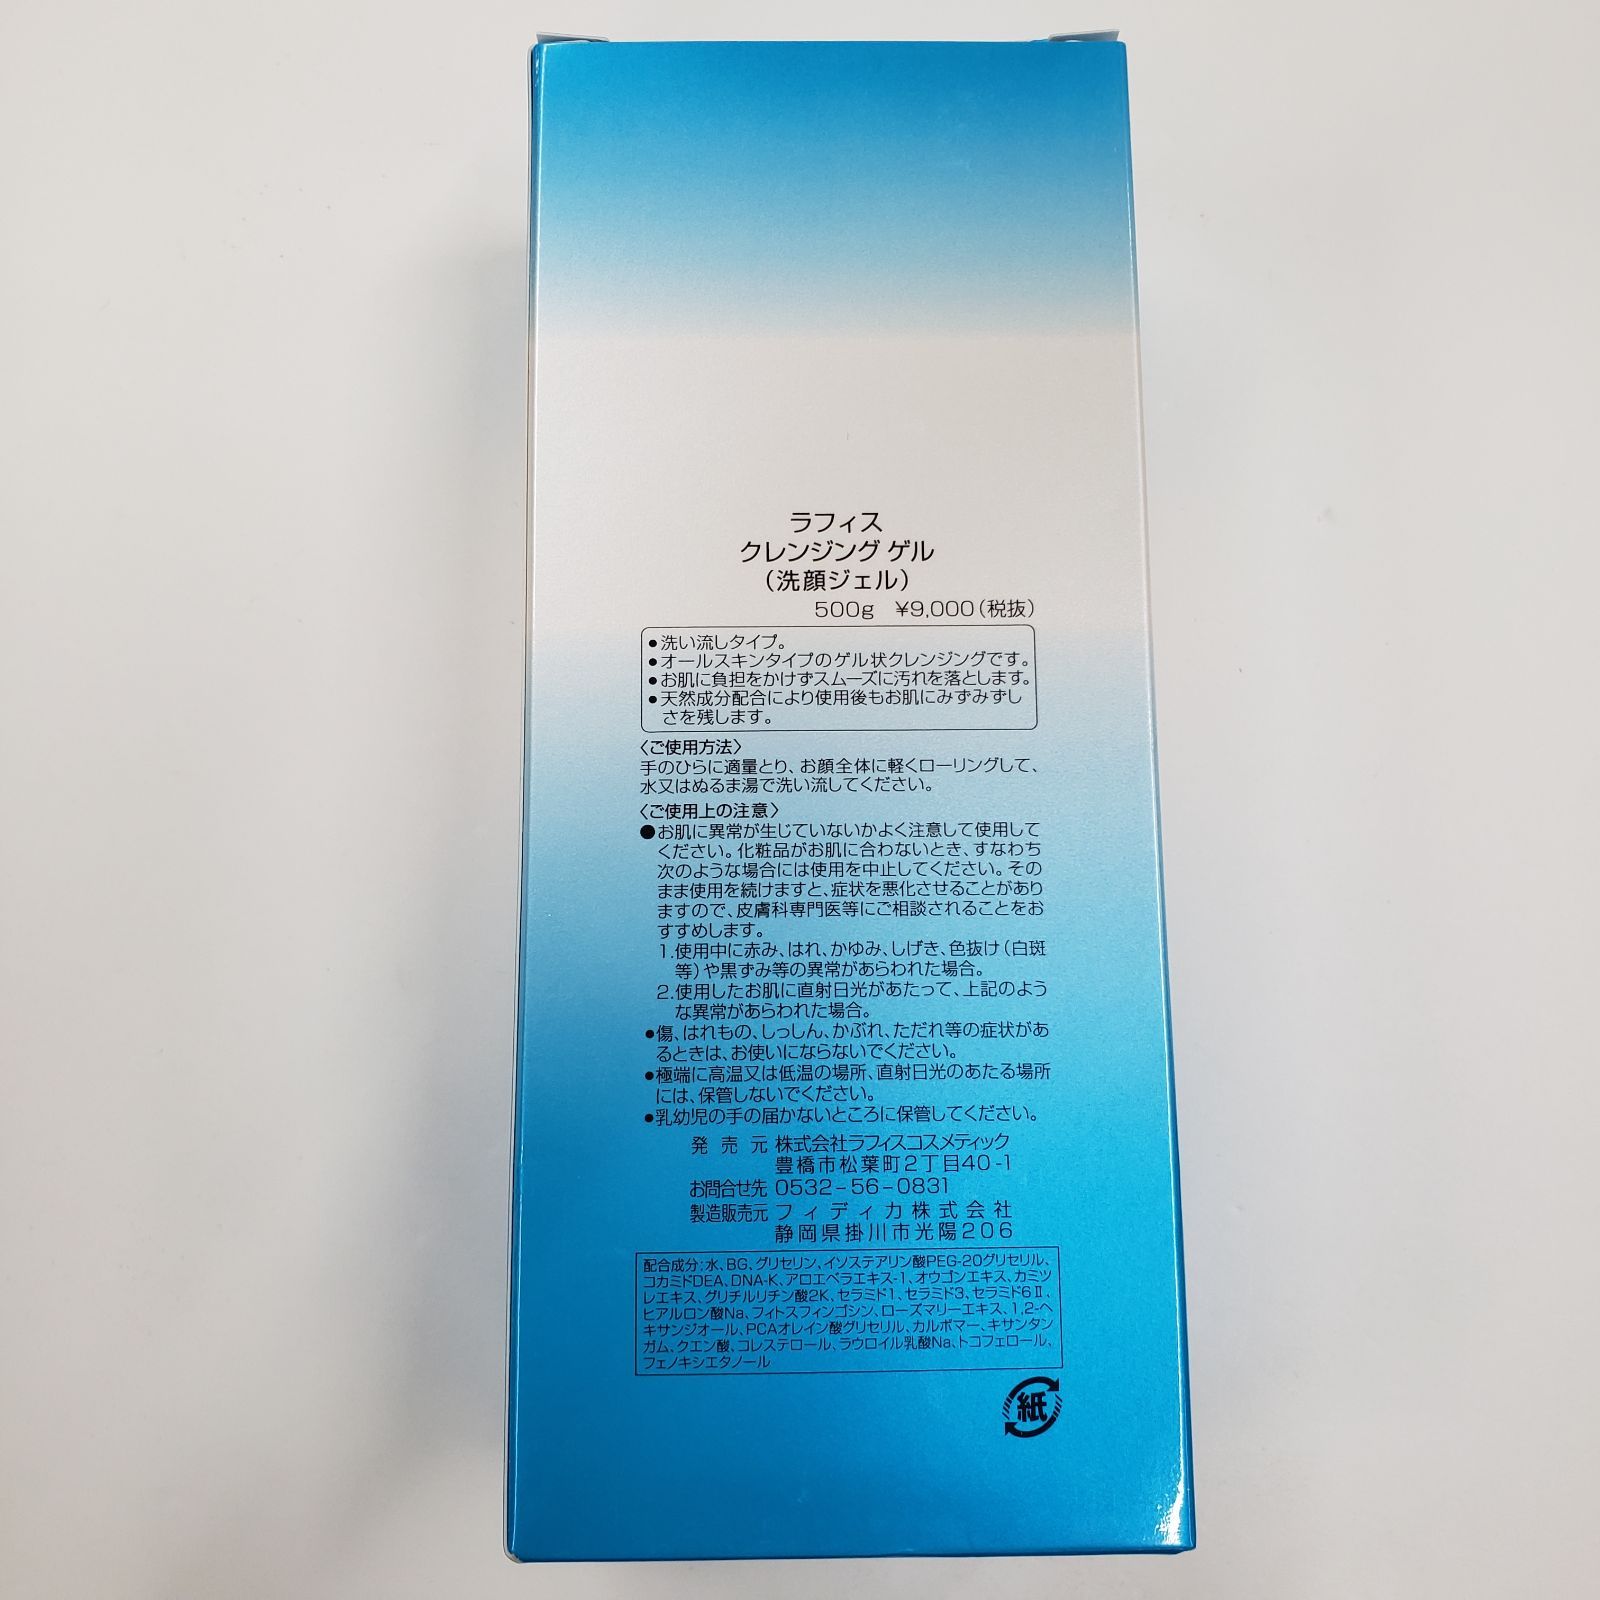 ラフィス
クレンジング ゲル
（洗顔ジェル）
500g ¥9,000（税抜）
●洗い流しタイプ。
●オールスキンタイプのゲル状クレンジングです。
●お肌に負担をかけずスムーズに汚れを落とします。
●天然成分配合により使用後もお肌にみずみずし
さを残します。
〈ご使用方法〉
手のひらに適量とり、お顔全体に軽くローリングして、
水又はぬるま湯で洗い流してください。
〈ご使用上の注意〉
●お肌に異常が生じていないかよく注意して使用して
ください。化粧品がお肌に合わないとき、すなわち
次のような場合には使用を中止してください。その
まま使用を続けますと、症状を悪化させることがあり
ますので、皮膚科専門医等にご相談されることをお
すすめします。
1.使用中に赤み、はれ、かゆみ、しげき、色抜け（白斑
等）や黒ずみ等の異常があらわれた場合。
2.使用したお肌に直射日光があたって、上記のよう
な異常があらわれた場合。
●傷、はれもの、しっしん、かぶれ、ただれ等の症状があ
るときは、お使いにならないでください。
●極端に高温又は低温の場所、直射日光のあたる場所
には、保管しないでください。
●乳幼児の手の届かないところに保管してください。
発売元 株式会社ラフィスコスメティック
豊橋市松葉町2丁目40-1
お問合せ先 0532-56-0831
製造販売元 フィディカ株式会社
静岡県掛川市光陽206
配合成分：水、BG、グリセリン、イソステアリン酸PEG-20グリセリル、
コカミドDEA、DNA-K、アロエベラエキス-1、オウゴンエキス、カミツ
レエキス、グリチルリチン酸2K、セラミド1、セラミド3、セラミド6Ⅱ、
ヒアルロン酸Na、フィトスフィンゴシン、ローズマリーエキス、1,2-ヘ
キサンジオール、PCAオレイン酸グリセリル、カルボマー、キサンタン
ガム、クエン酸、コレステロール、ラウロイル乳酸Na、トコフェロール、
フェノキシエタノール
紙